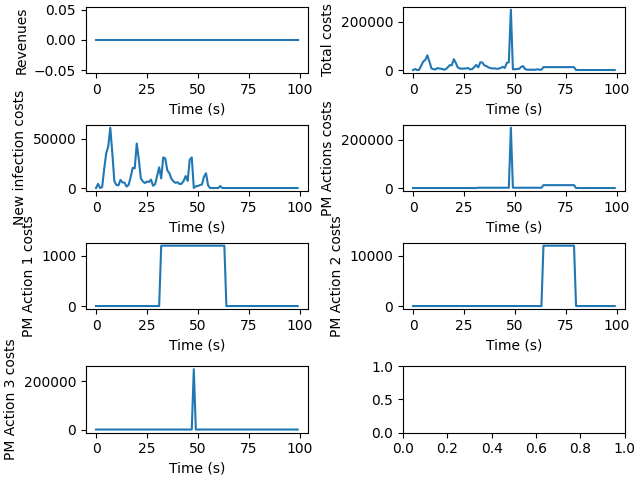 Revenues
0.05
0.00
−0.05
0 25 50 75 100
Time (s)
Total costs
200000
0
0 25 50 75 100
Time (s)
New infection costs
50000
0
0 25 50 75 100
Time (s)
PM Actions costs
200000
0
0 25 50 75 100
Time (s)
PM Action 1 costs
1000
0
0 25 50 75 100
Time (s)
PM Action 2 costs
10000
0
0 25 50 75 100
Time (s)
PM Action 3 costs
200000
0
0 25 50 75 100
Time (s)
1.0
0.5
0.0
0.0 0.2 0.4 0.6 0.8 1.0